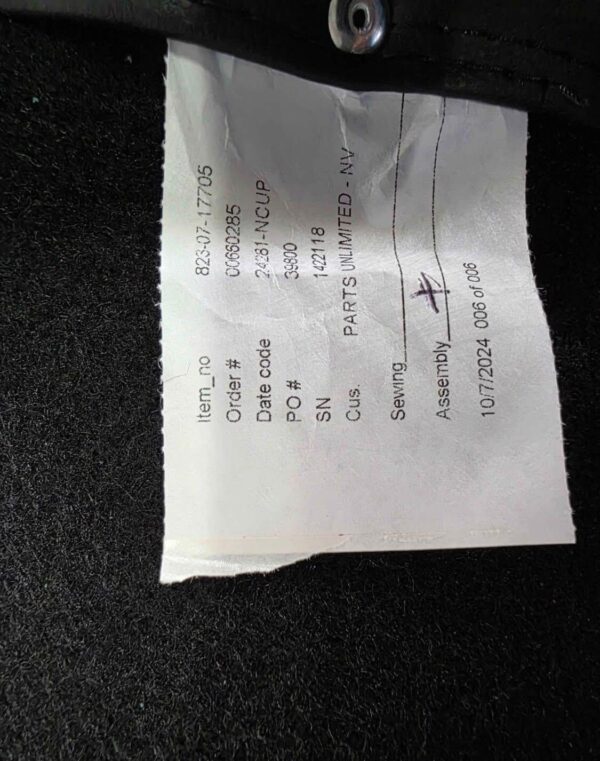 Item_no 823-07-17705
Order # 00660285
Date code 24281-NCUP
PO # 39800
SN 1422118
Cus. PARTS UNLIMITED - NV
Sewing
Assembly
10/7/2024 006 of 006